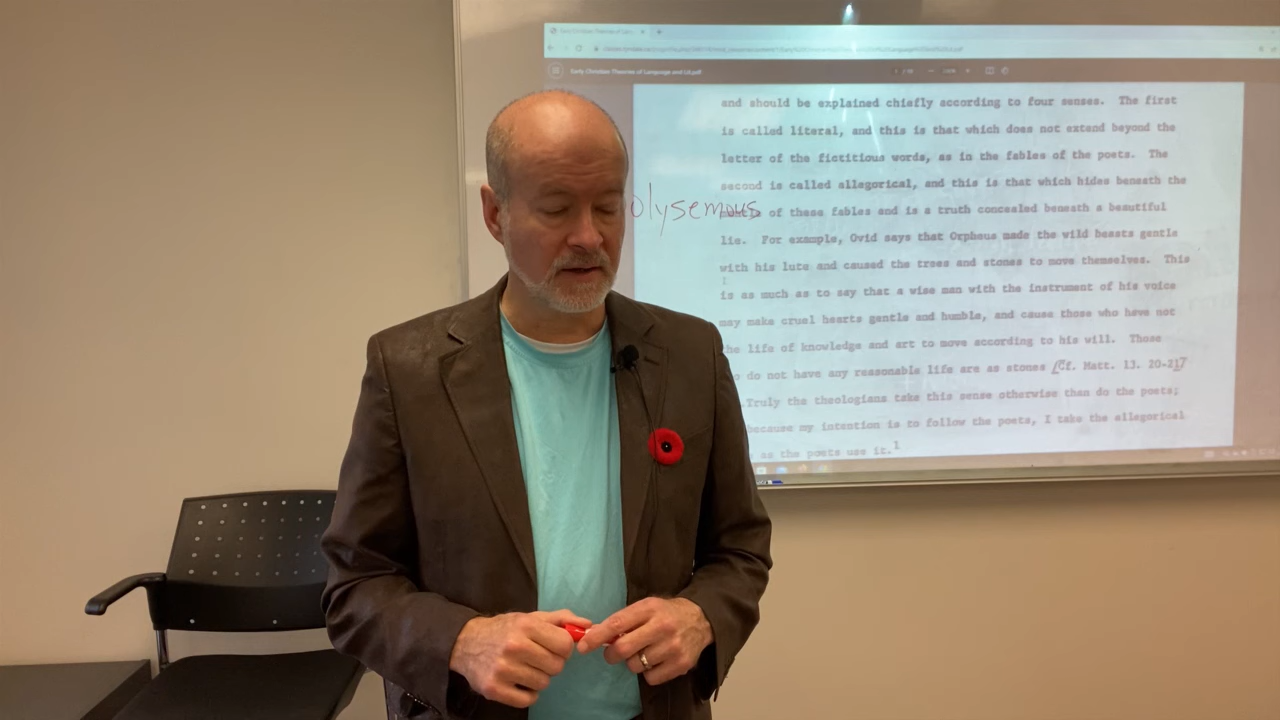 Early Christian Theories of Language and Lit.pdf
and should be explained chiefly according to four senses. The first
is called literal, and this is that which does not extend beyond the
letter of the fictitious words, as in the fables of the poets. The
second is called allegorical, and this is that which hides beneath the
olysemous
of these fables and is a truth concealed beneath a beautiful
lie. For example, Ovid says that Orpheus made the wild beasts gentle
with his lute and caused the trees and stones to move themselves. This
is as much as to say that a wise man with the instrument of his voice
may make cruel hearts gentle and humble, and cause those who have not
he life of knowledge and art to move according to his will. Those
o do not have any reasonable life are as stones /Cf. Matt. 13. 20-21/
Truly the theologians take this sense otherwise than do the poets;
because my intention is to follow the poets, I take the allegorical
as the poets use it.1